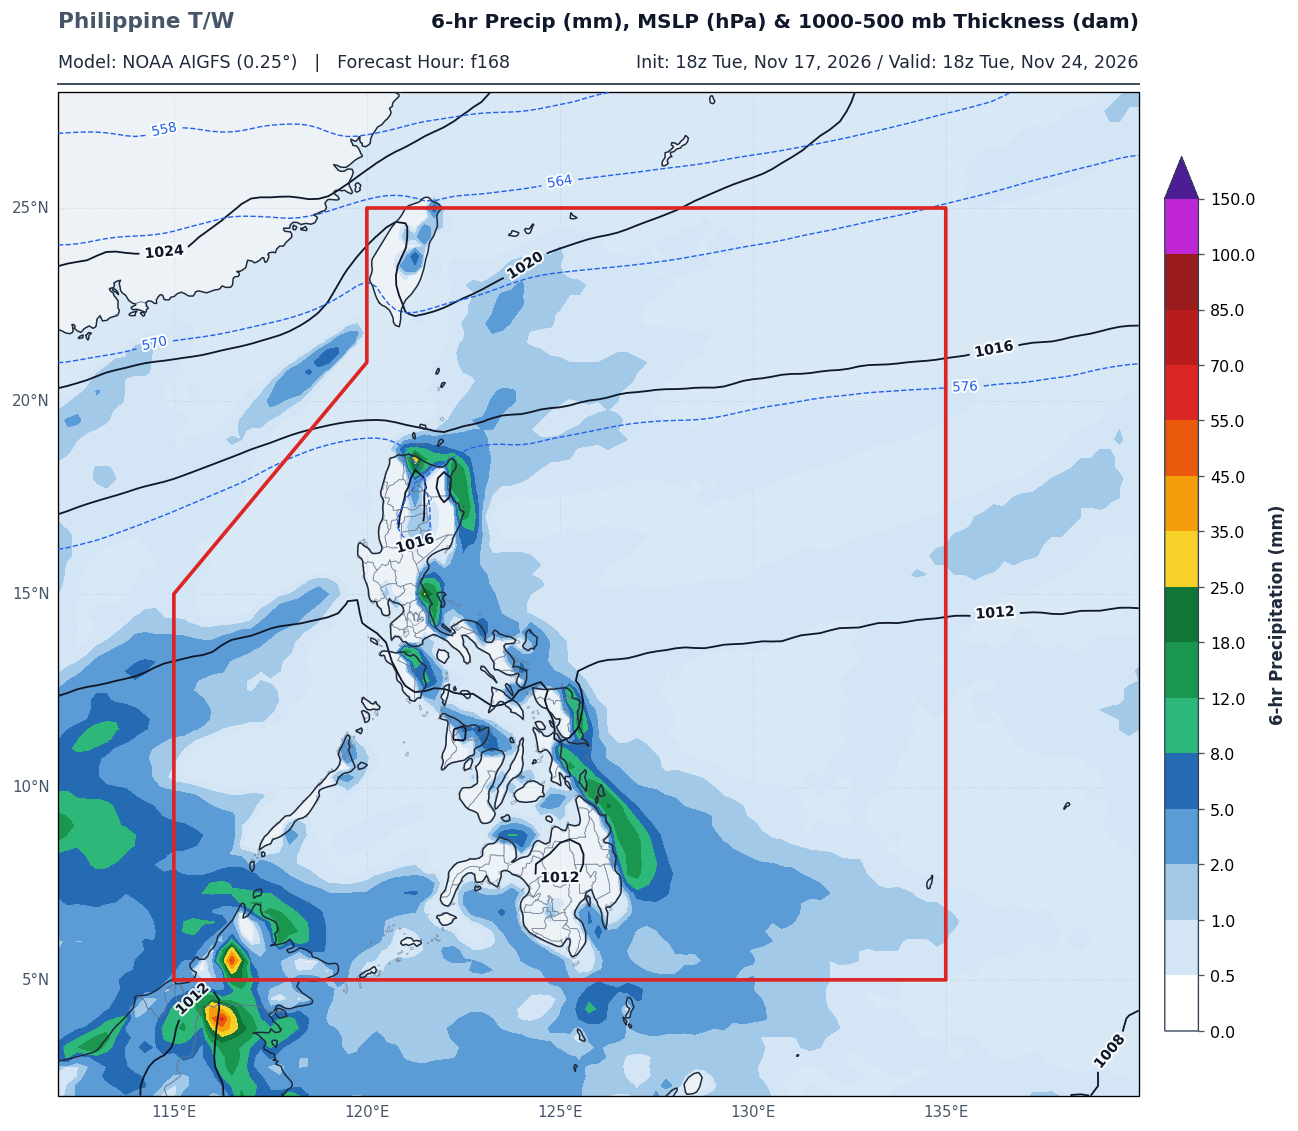 Philippine T/W
6-hr Precip (mm), MSLP (hPa) & 1000-500 mb Thickness (dam)
Model: NOAA AIGFS (0.25°) | Forecast Hour: f168
Init: 18z Tue, Nov 17, 2026 / Valid: 18z Tue, Nov 24, 2026
558
564
1024
1020
570
1016
576
1016
1012
1012
1012
1008
25°N
20°N
15°N
10°N
5°N
115°E
120°E
125°E
130°E
135°E
150.0
100.0
85.0
70.0
55.0
45.0
35.0
25.0
18.0
12.0
8.0
5.0
2.0
1.0
0.5
0.0
6-hr Precipitation (mm)